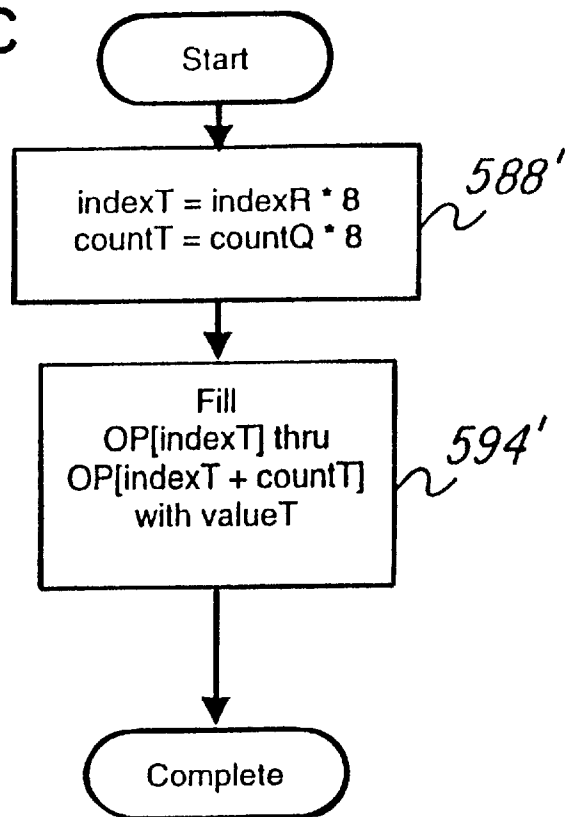 C
Start
indexT = indexR * 8
countT = countQ * 8
588'
Fill
OP[indexT] thru
OP[indexT + countT]
with valueT
594'
Complete